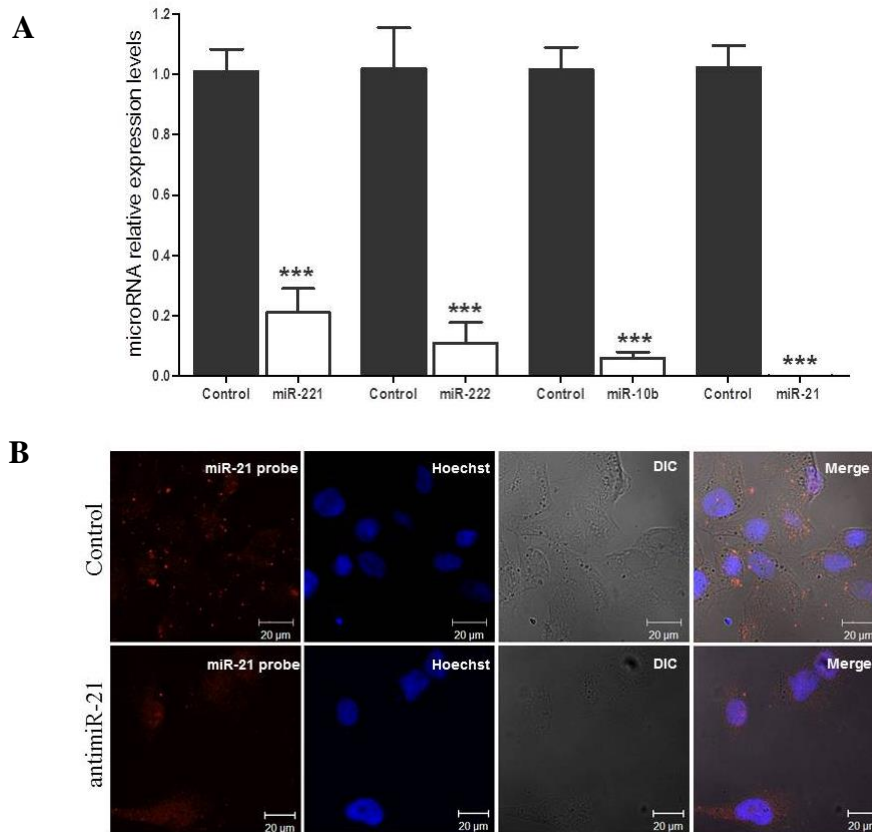 A
microRNA relative expression levels
1.2
1.0
0.8
0.6
0.4
0.2
0.0
*** *** *** ***
Control miR-221 Control miR-222 Control miR-10b Control miR-21
B
Control
miR-21 probe Hoechst DIC Merge
20 µm 20 µm 20 µm 20 µm
antimiR-21
miR-21 probe Hoechst DIC Merge
20 µm 20 µm 20 µm 20 µm